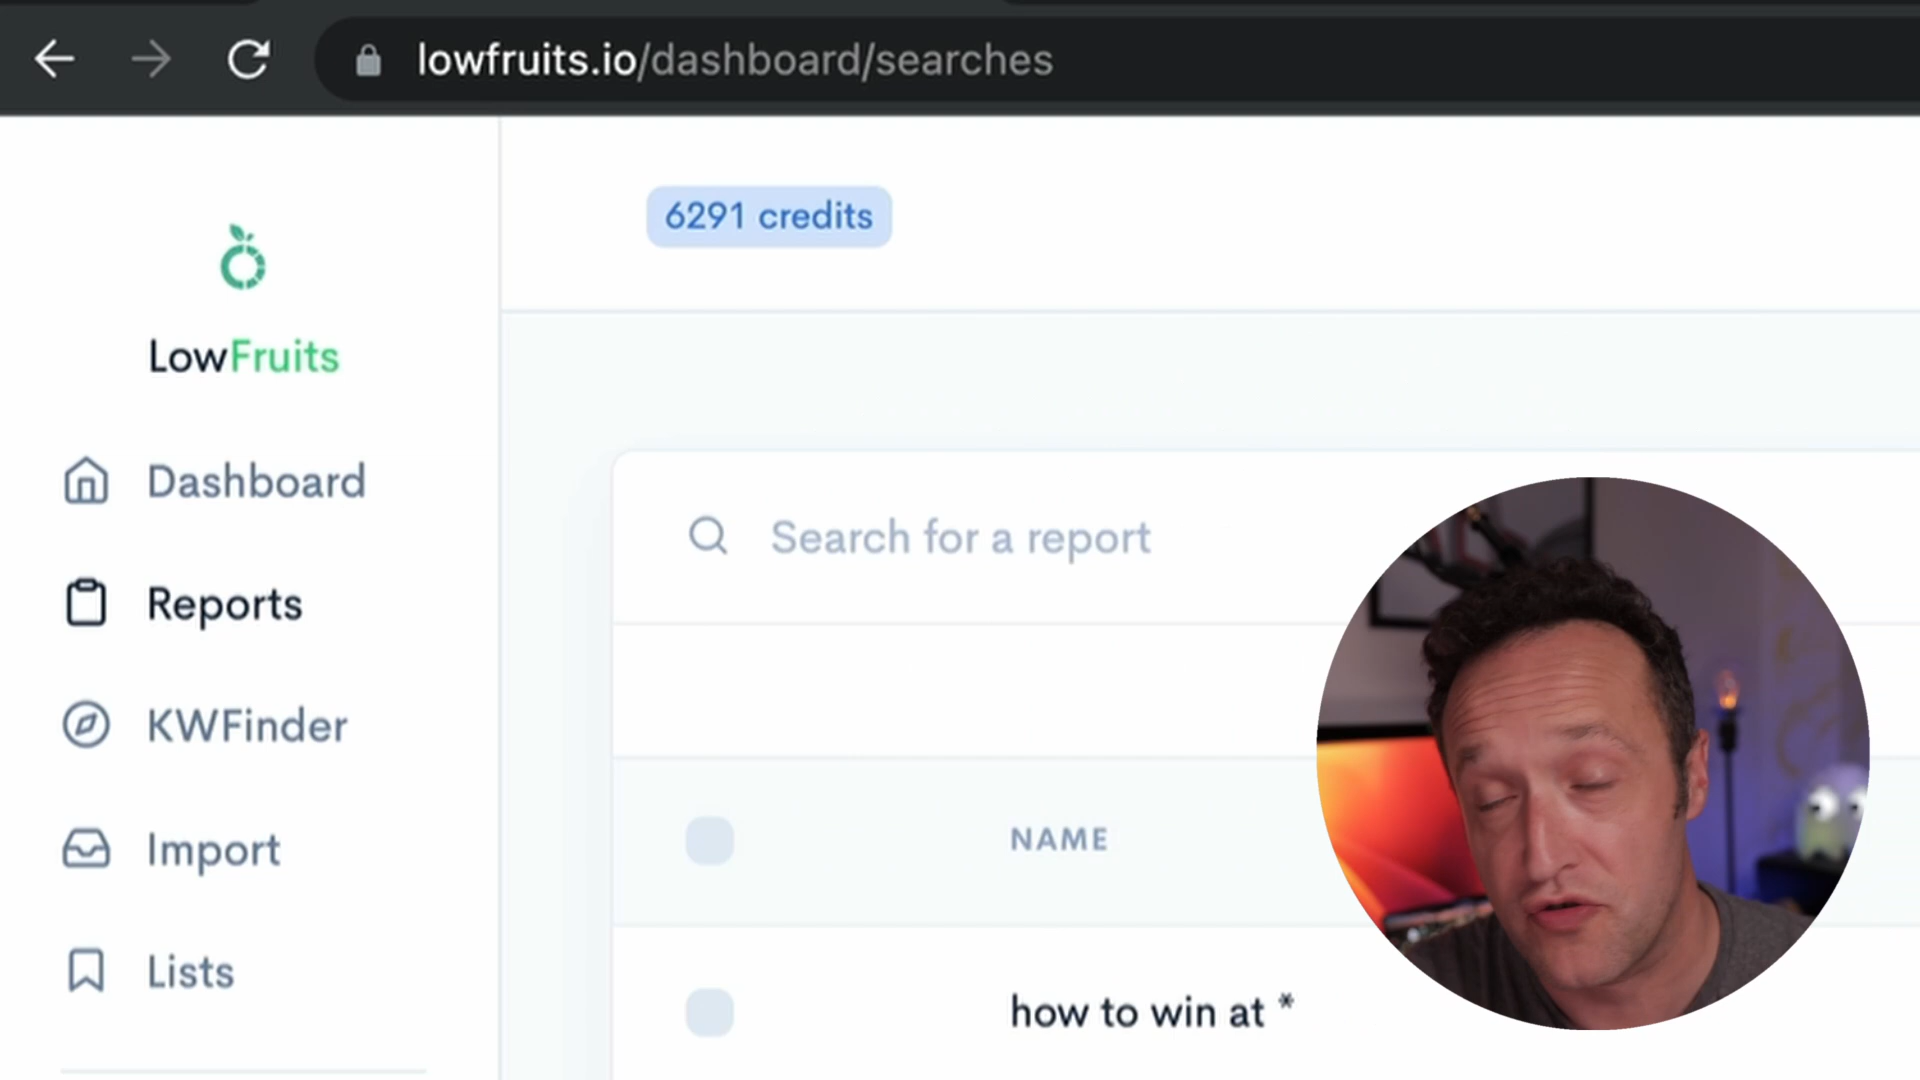 lowfruits.io/dashboard/searches
6291 credits
LowFruits
Dashboard
Reports
KWFinder
Import
Lists
Search for a report
NAME
how to win at *